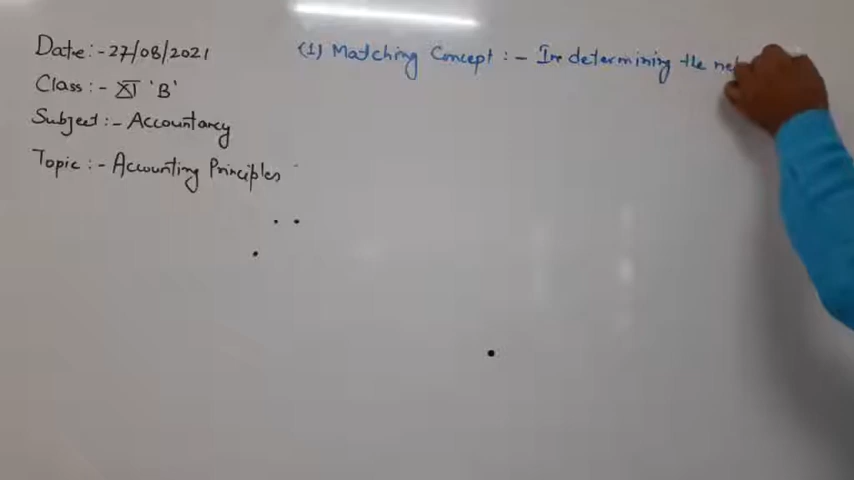 Date:- 27/08/2021
Class:- XI 'B'
Subject:- Accountancy
Topic:- Accounting Principles
(1) Matching Concept :- In determining the net